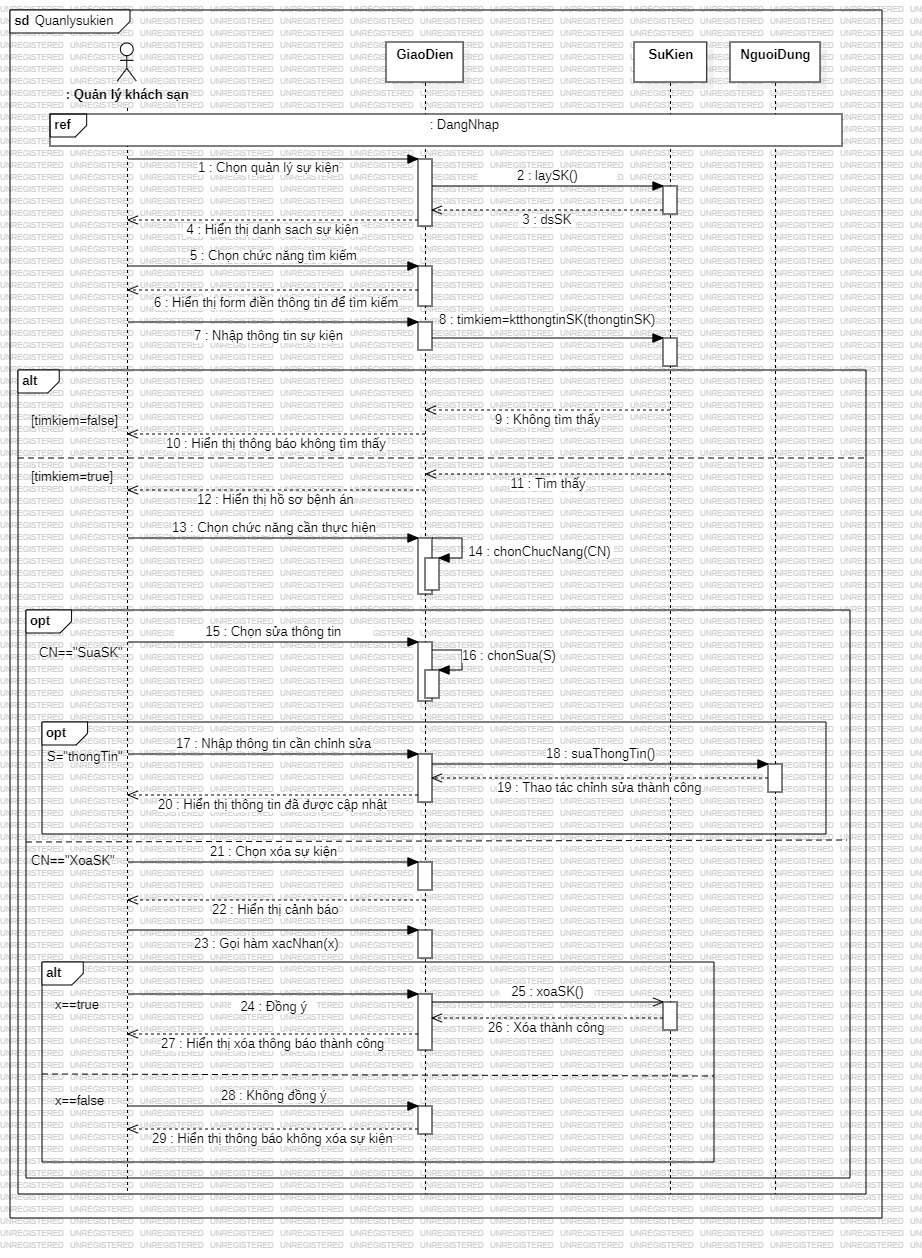 sd Quanlysukien
GiaoDien
SuKien
NguoiDung
: Quản lý khách sạn
ref
: DangNhap
1 : Chọn quản lý sự kiện
2 : laySK()
3 : dsSK
4 : Hiển thị danh sach sự kiện
5 : Chọn chức năng tìm kiếm
6 : Hiển thị form điền thông tin để tìm kiếm
7 : Nhập thông tin sự kiện
8 : timkiem=ktthongtinSK(thongtinSK)
alt
[timkiem=false]
9 : Không tìm thấy
10 : Hiển thị thông báo không tìm thấy
[timkiem=true]
11 : Tìm thấy
12 : Hiển thị hồ sơ bệnh án
13 : Chọn chức năng cần thực hiện
14 : chonChucNang(CN)
opt
CN=="SuaSK"
15 : Chọn sửa thông tin
16 : chonSua(S)
opt
S="thongTin"
17 : Nhập thông tin cần chỉnh sửa
18 : suaThongTin()
19 : Thao tác chỉnh sửa thành công
20 : Hiển thị thông tin đã được cập nhật
CN=="XoaSK"
21 : Chọn xóa sự kiện
22 : Hiển thị cảnh báo
23 : Gọi hàm xacNhan(x)
alt
x==true
24 : Đồng ý
25 : xoaSK()
26 : Xóa thành công
27 : Hiển thị xóa thông báo thành công
x==false
28 : Không đồng ý
29 : Hiển thị thông báo không xóa sự kiện
UNREGISTERED